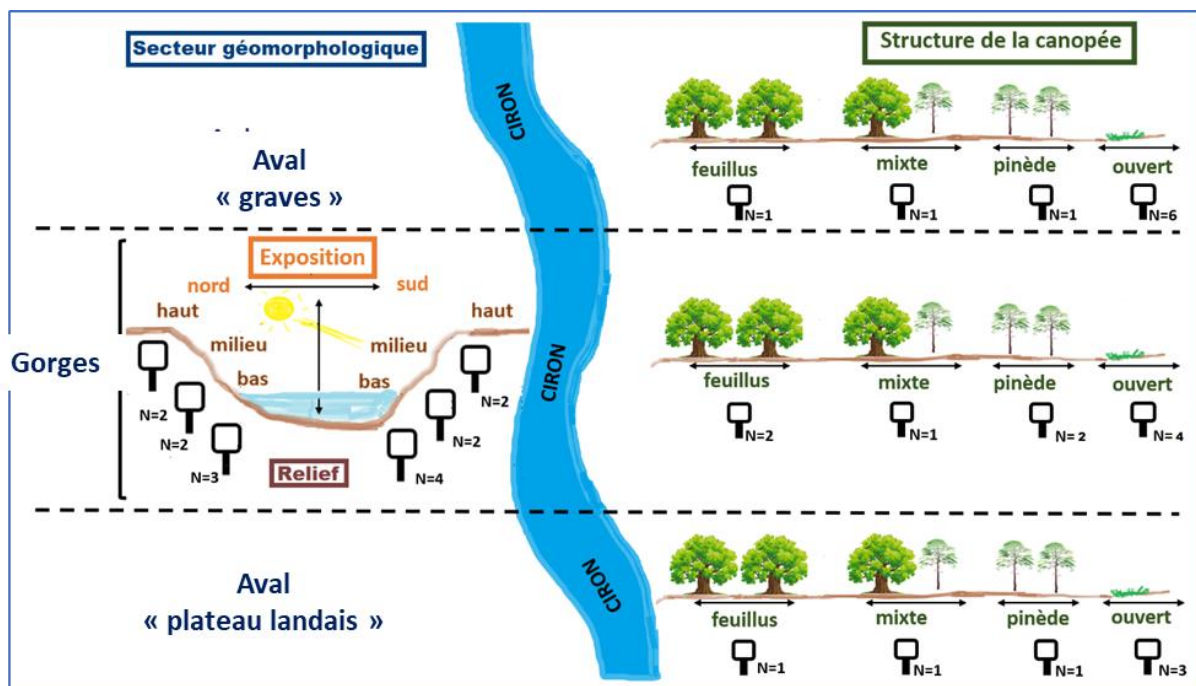 Secteur géomorphologique
Structure de la canopée
CIRON
Aval
« graves »
feuillus mixte pinède ouvert
N=1 N=1 N=1 N=6
Exposition
nord sud
haut haut
milieu milieu
bas bas
Gorges
N=2 N=2
N=2 N=2
N=3 N=4
Relief
CIRON
feuillus mixte pinède ouvert
N=2 N=1 N=2 N=4
CIRON
Aval
« plateau landais »
feuillus mixte pinède ouvert
N=1 N=1 N=1 N=3